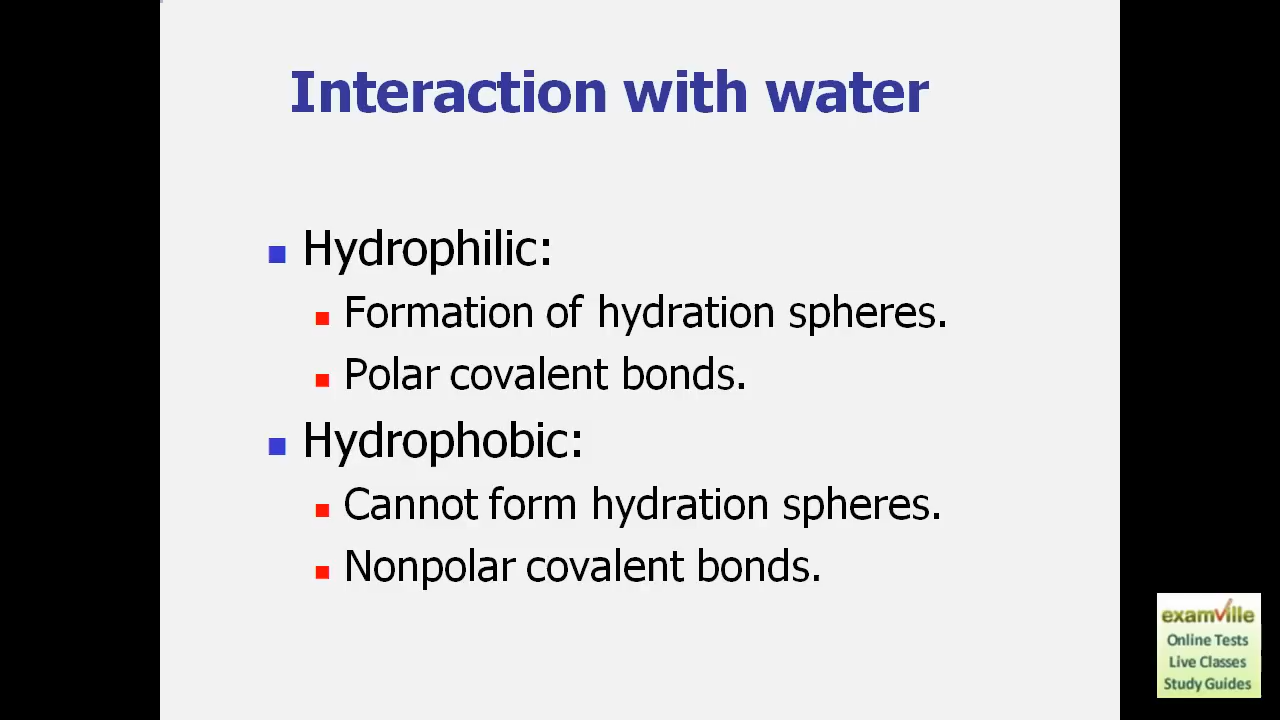 Interaction with water
Hydrophilic:
Formation of hydration spheres.
Polar covalent bonds.
Hydrophobic:
Cannot form hydration spheres.
Nonpolar covalent bonds.
examville
Online Tests
Live Classes
Study Guides